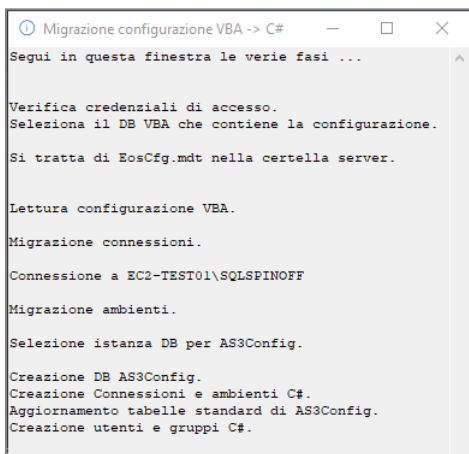 Migrazione configurazione VBA -> C#
Segui in questa finestra le verie fasi ...
Verifica credenziali di accesso.
Seleziona il DB VBA che contiene la configurazione.
Si tratta di EosCfg.mdt nella certella server.
Lettura configurazione VBA.
Migrazione connessioni.
Connessione a EC2-TEST01\SQLSPINOFF
Migrazione ambienti.
Selezione istanza DB per AS3Config.
Creazione DB AS3Config.
Creazione Connessioni e ambienti C#.
Aggiornamento tabelle standard di AS3Config.
Creazione utenti e gruppi C#.